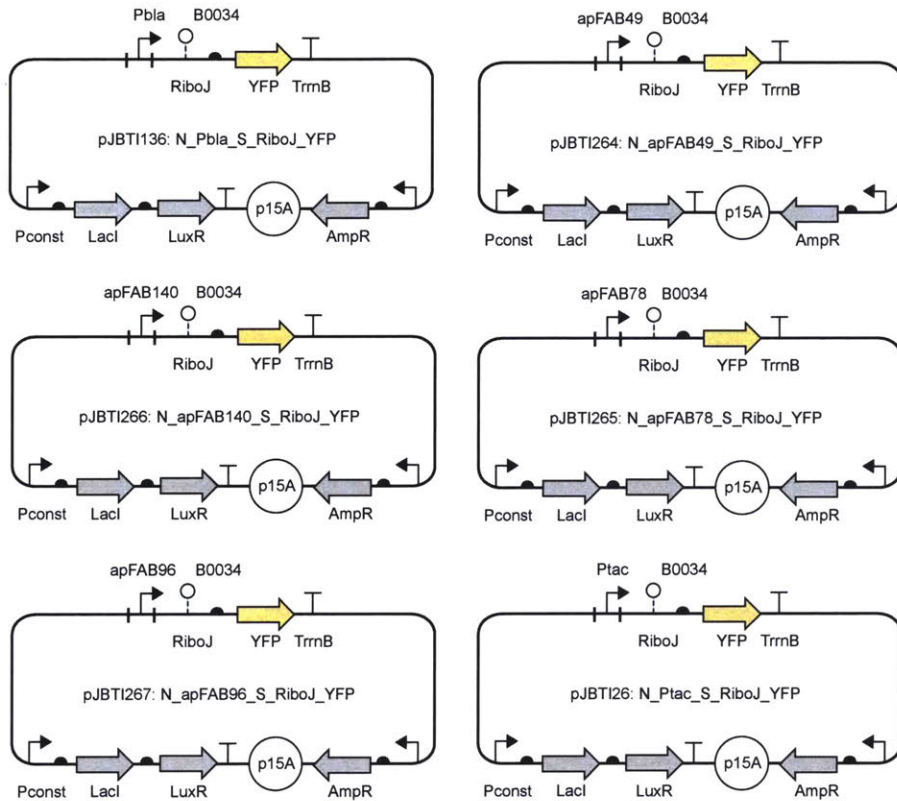 Pbla B0034
RiboJ YFP TrrnB
pJBTI136: N_Pbla_S_RiboJ_YFP
p15A
Pconst LacI LuxR AmpR
apFAB49 B0034
RiboJ YFP TrrnB
pJBTI264: N_apFAB49_S_RiboJ_YFP
p15A
Pconst LacI LuxR AmpR
apFAB140 B0034
RiboJ YFP TrrnB
pJBTI266: N_apFAB140_S_RiboJ_YFP
p15A
Pconst LacI LuxR AmpR
apFAB78 B0034
RiboJ YFP TrrnB
pJBTI265: N_apFAB78_S_RiboJ_YFP
p15A
Pconst LacI LuxR AmpR
apFAB96 B0034
RiboJ YFP TrrnB
pJBTI267: N_apFAB96_S_RiboJ_YFP
p15A
Pconst LacI LuxR AmpR
Ptac B0034
RiboJ YFP TrrnB
pJBTI26: N_Ptac_S_RiboJ_YFP
p15A
Pconst LacI LuxR AmpR